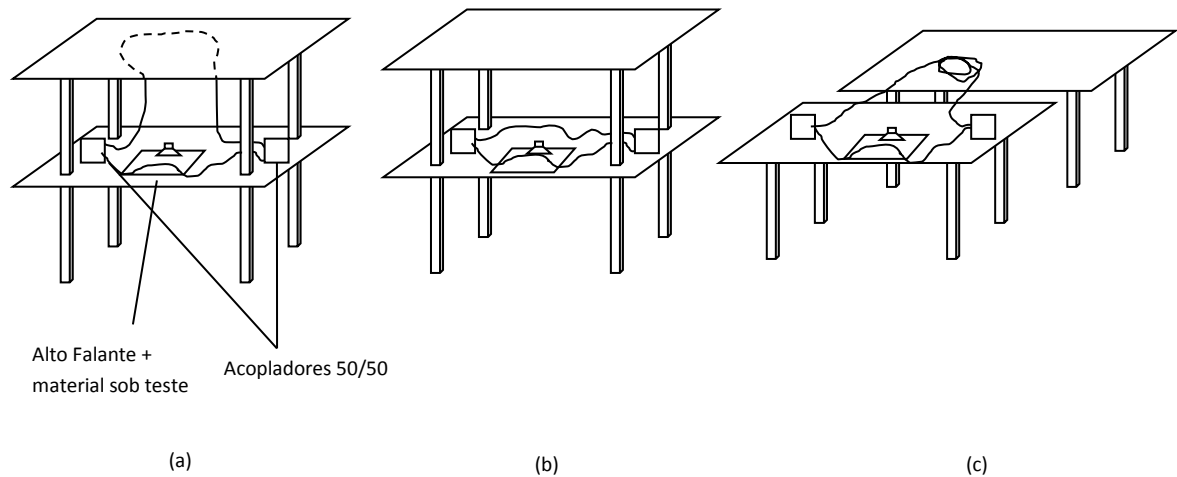 Alto Falante +
material sob teste
Acopladores 50/50
(a)
(b)
(c)